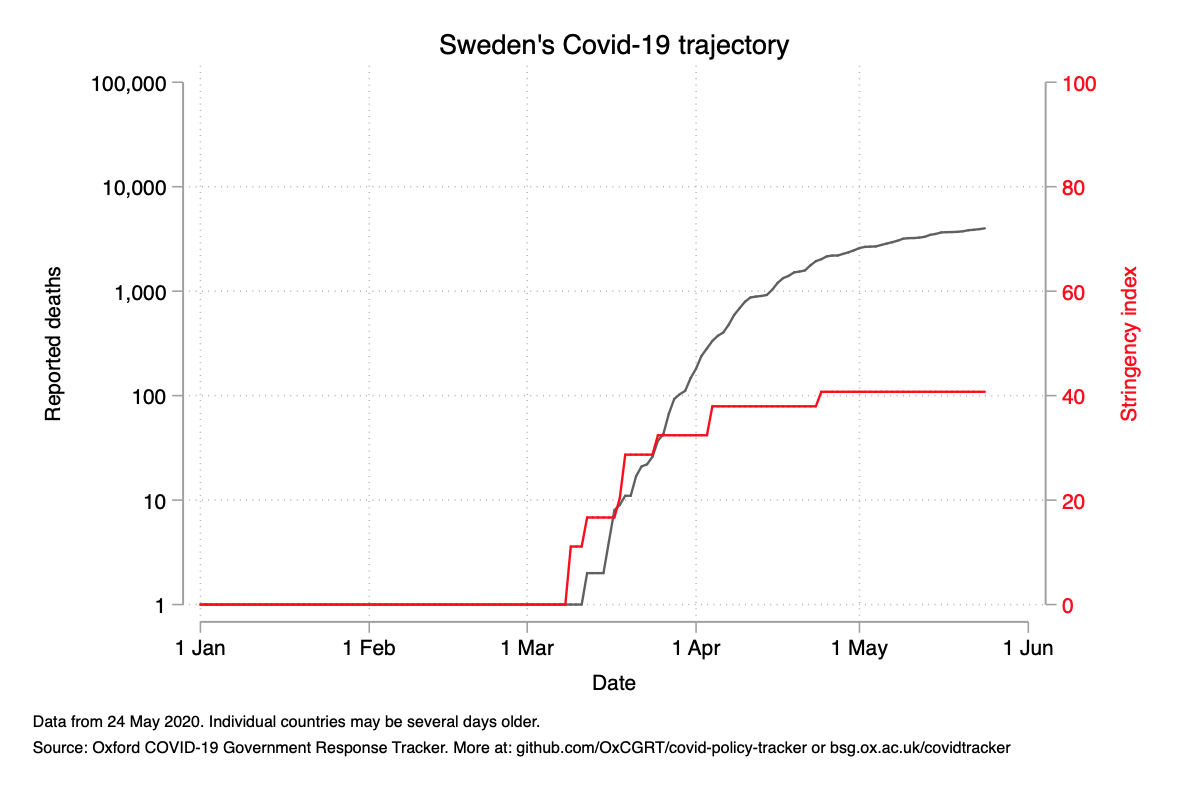 Sweden's Covid-19 trajectory
100,000
10,000
1,000
100
10
1
Reported deaths
100
80
60
40
20
0
Stringency index
1 Jan
1 Feb
1 Mar
1 Apr
1 May
1 Jun
Date
Data from 24 May 2020. Individual countries may be several days older.
Source: Oxford COVID-19 Government Response Tracker. More at: github.com/OxCGRT/covid-policy-tracker or bsg.ox.ac.uk/covidtracker